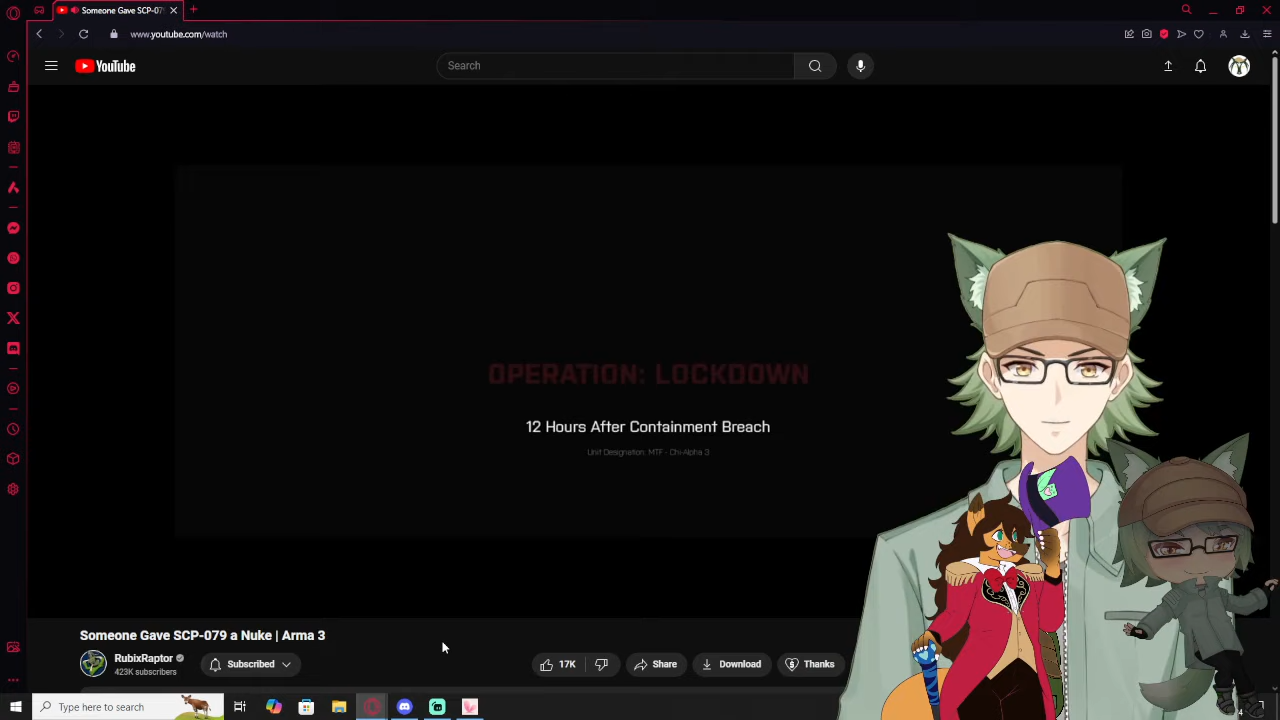 Someone Gave SCP-079
www.youtube.com/watch
YouTube
Search
OPERATION: LOCKDOWN
12 Hours After Containment Breach
Unit Designation: MTF - Chi-Alpha 3
Someone Gave SCP-079 a Nuke | Arma 3
RubixRaptor
423K subscribers
Subscribed
17K
Share
Download
Thanks
Type here to search